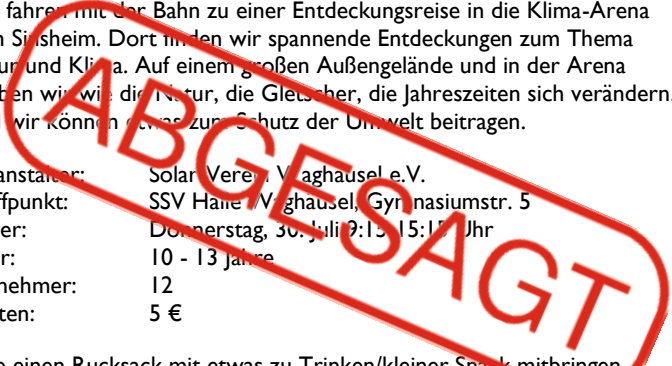 fahren mit der Bahn zu einer Entdeckungsreise in die Klima-Arena
Sinsheim. Dort finden wir spannende Entdeckungen zum Thema
und Klima. Auf einem großen Außengelände und in der Arena
wir wie die Natur, die Gletscher, die Jahreszeiten sich verändern
wir können etwas zum Schutz der Umwelt beitragen.
ABGESAGT
Solar Verein Waghäusel e.V.
SSV Halle Waghäusel, Gymnasiumstr. 5
Donnerstag, 30. Juli 9:15 15:15 Uhr
10 - 13 Jahre
12
5 €
einen Rucksack mit etwas zu Trinken/kleiner Snack mitbringen